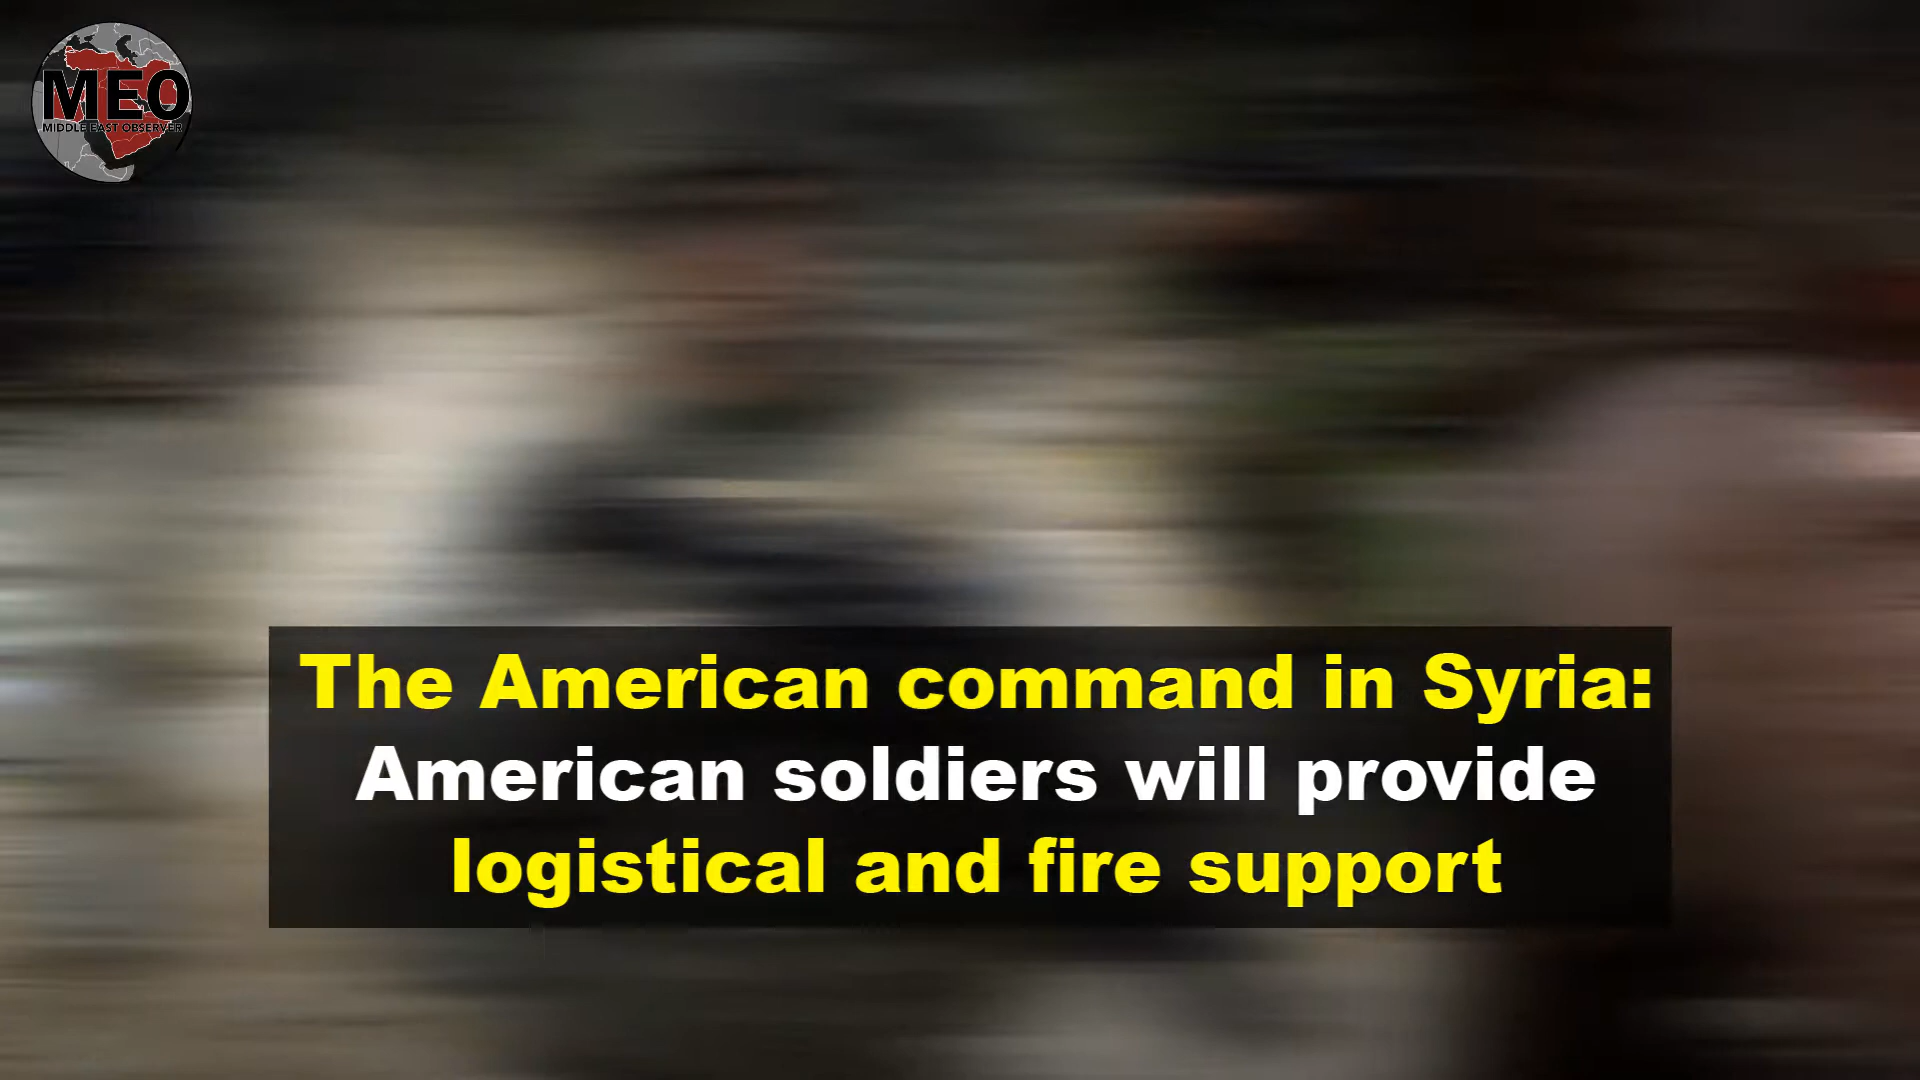 MEO
MIDDLE EAST OBSERVER
The American command in Syria:
American soldiers will provide
logistical and fire support